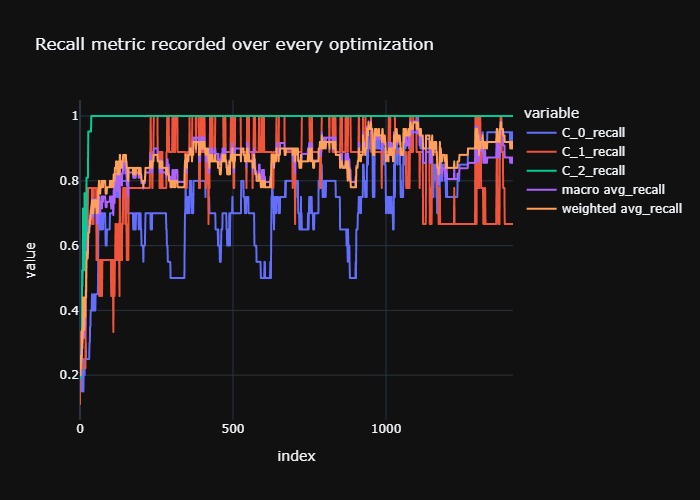 Recall metric recorded over every optimization
variable
C_0_recall
C_1_recall
C_2_recall
macro avg_recall
weighted avg_recall
1
0.8
0.6
0.4
0.2
value
0
500
1000
index